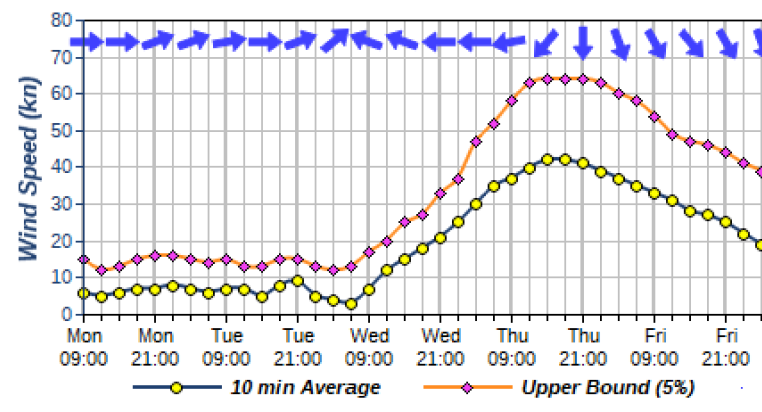 80
70
60
50
40
30
20
10
0
Wind Speed (kn)
Mon Mon Tue Tue Wed Wed Thu Thu Fri Fri
09:00 21:00 09:00 21:00 09:00 21:00 09:00 21:00 09:00 21:00
10 min Average Upper Bound (5%)